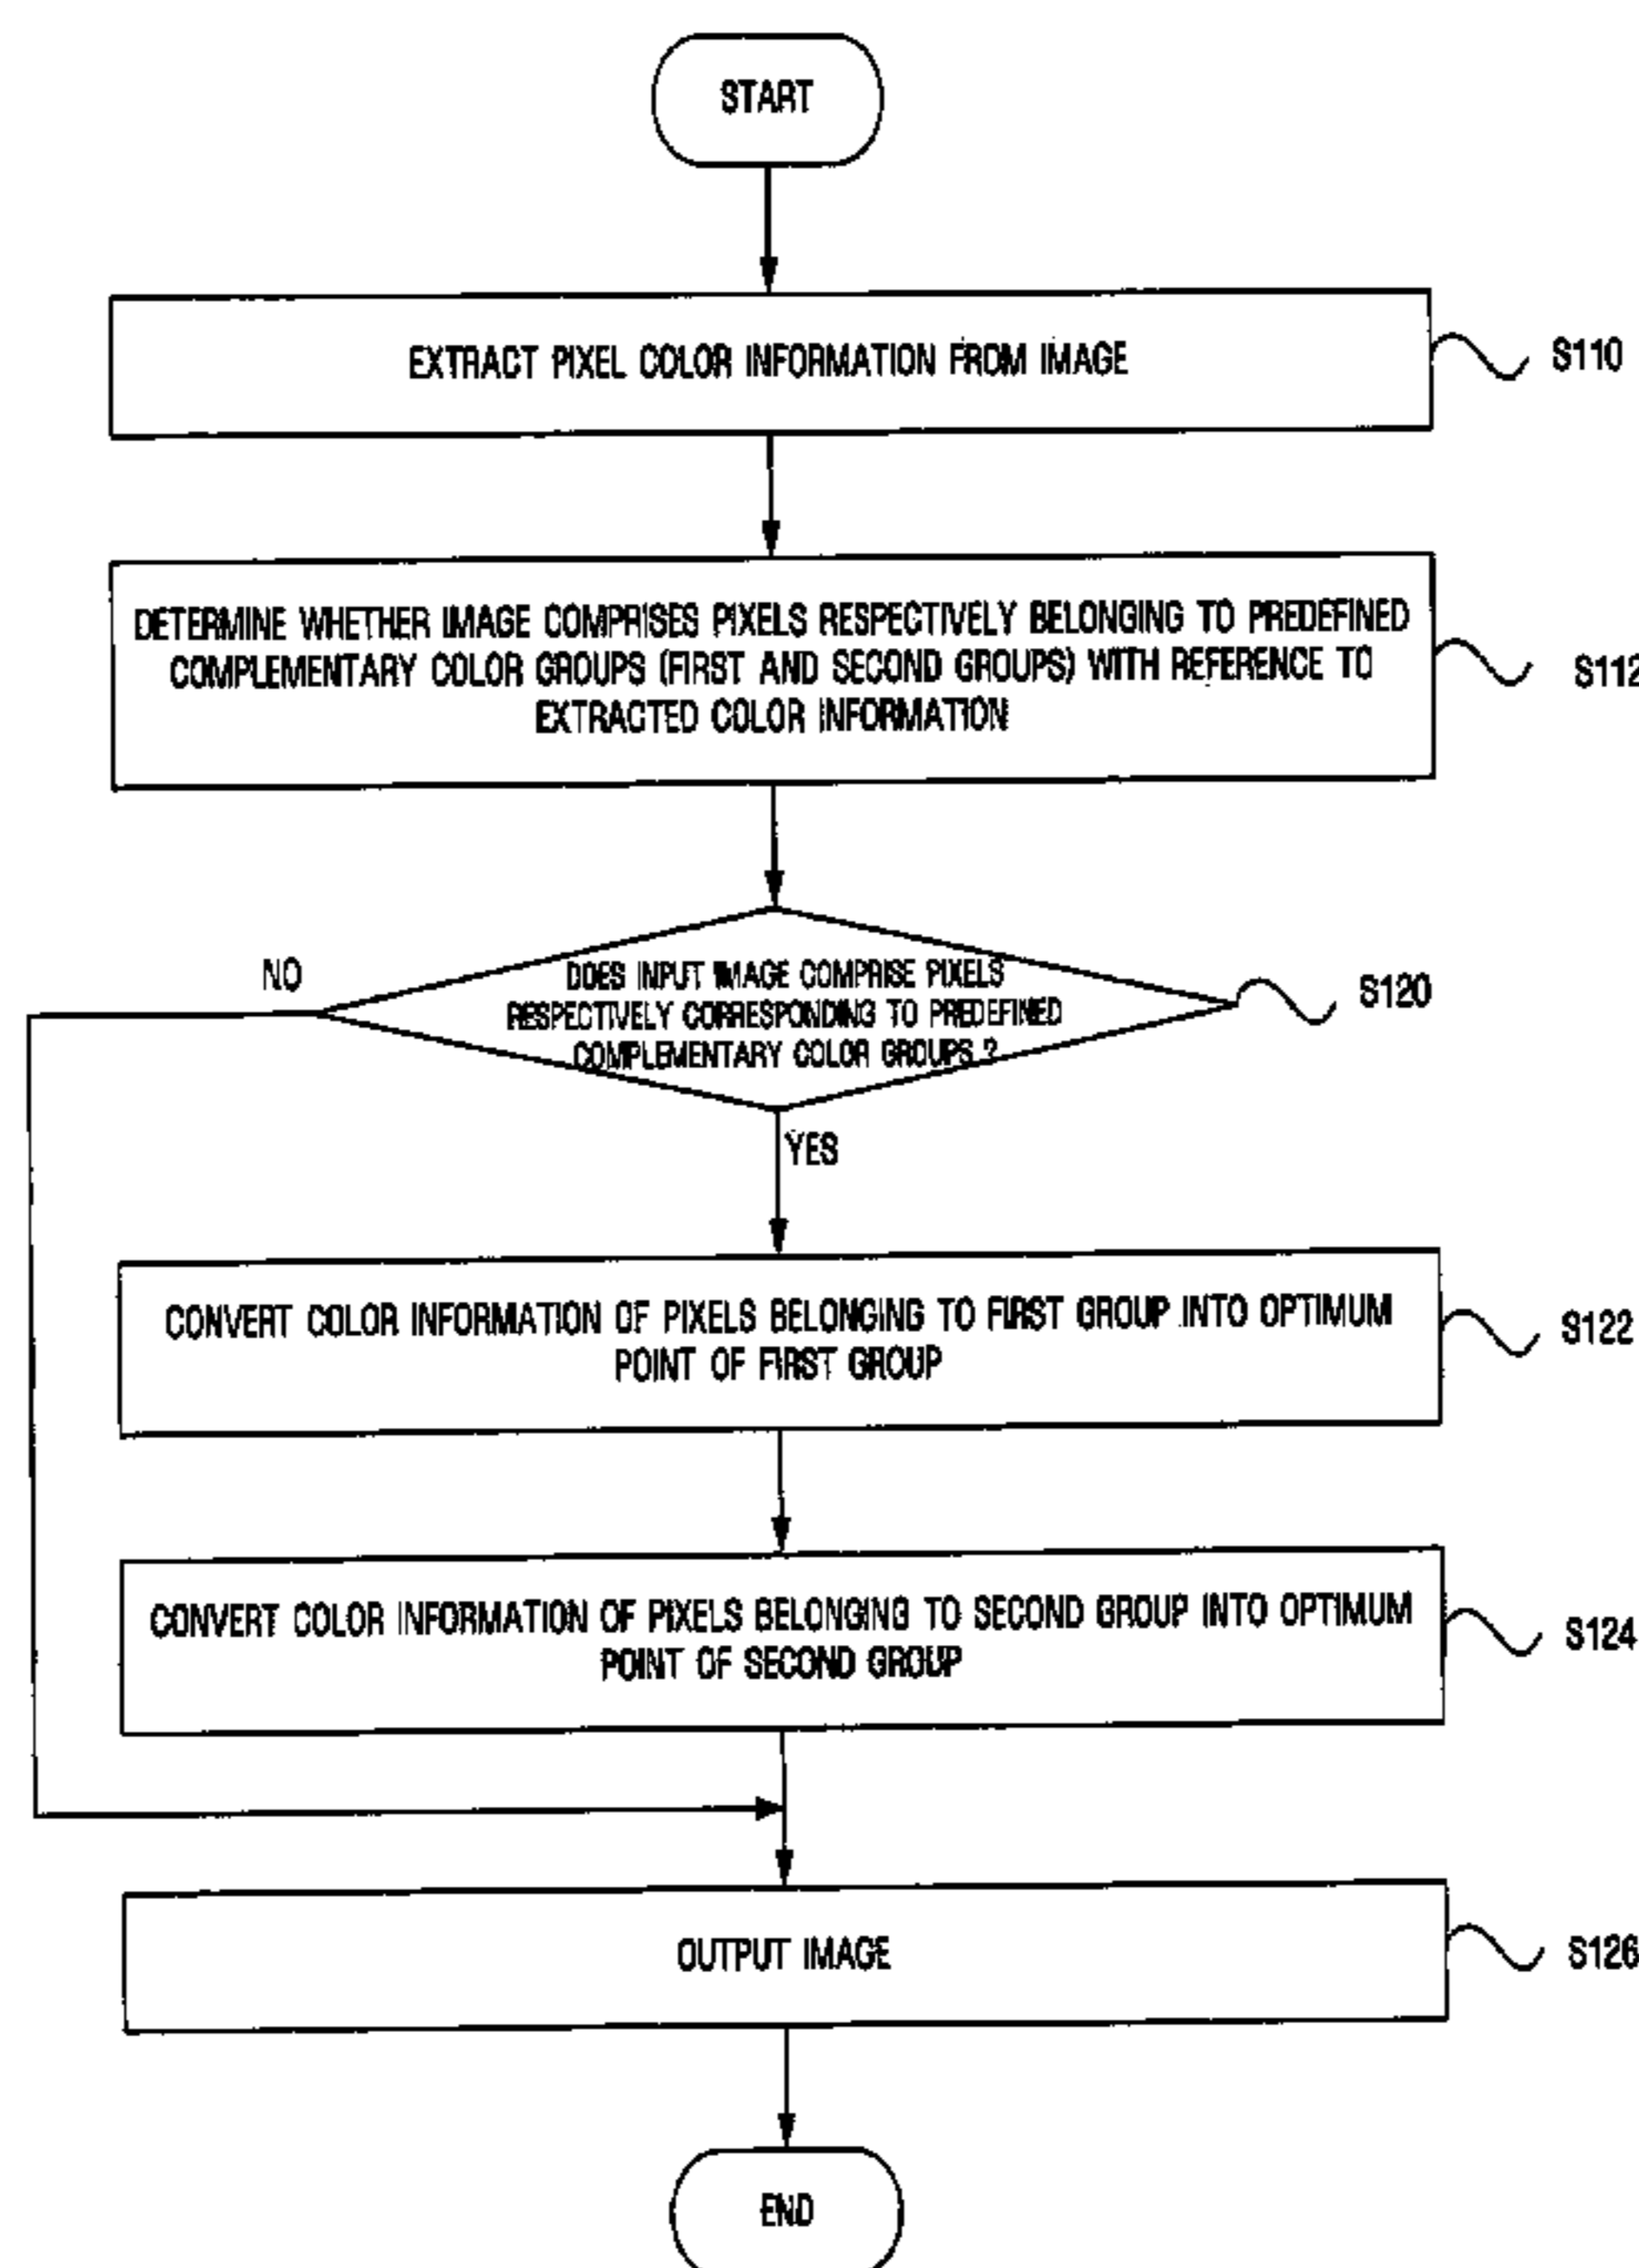 START
EXTRACT PIXEL COLOR INFORMATION FROM IMAGE
S110
DETERMINE WHETHER IMAGE COMPRISES PIXELS RESPECTIVELY BELONGING TO PREDEFINED
COMPLEMENTARY COLOR GROUPS (FIRST AND SECOND GROUPS) WITH REFERENCE TO
EXTRACTED COLOR INFORMATION
S112
NO
DOES INPUT IMAGE COMPRISE PIXELS
RESPECTIVELY CORRESPONDING TO PREDEFINED
COMPLEMENTARY COLOR GROUPS ?
S120
YES
CONVERT COLOR INFORMATION OF PIXELS BELONGING TO FIRST GROUP INTO OPTIMUM
POINT OF FIRST GROUP
S122
CONVERT COLOR INFORMATION OF PIXELS BELONGING TO SECOND GROUP INTO OPTIMUM
POINT OF SECOND GROUP
S124
OUTPUT IMAGE
S126
END